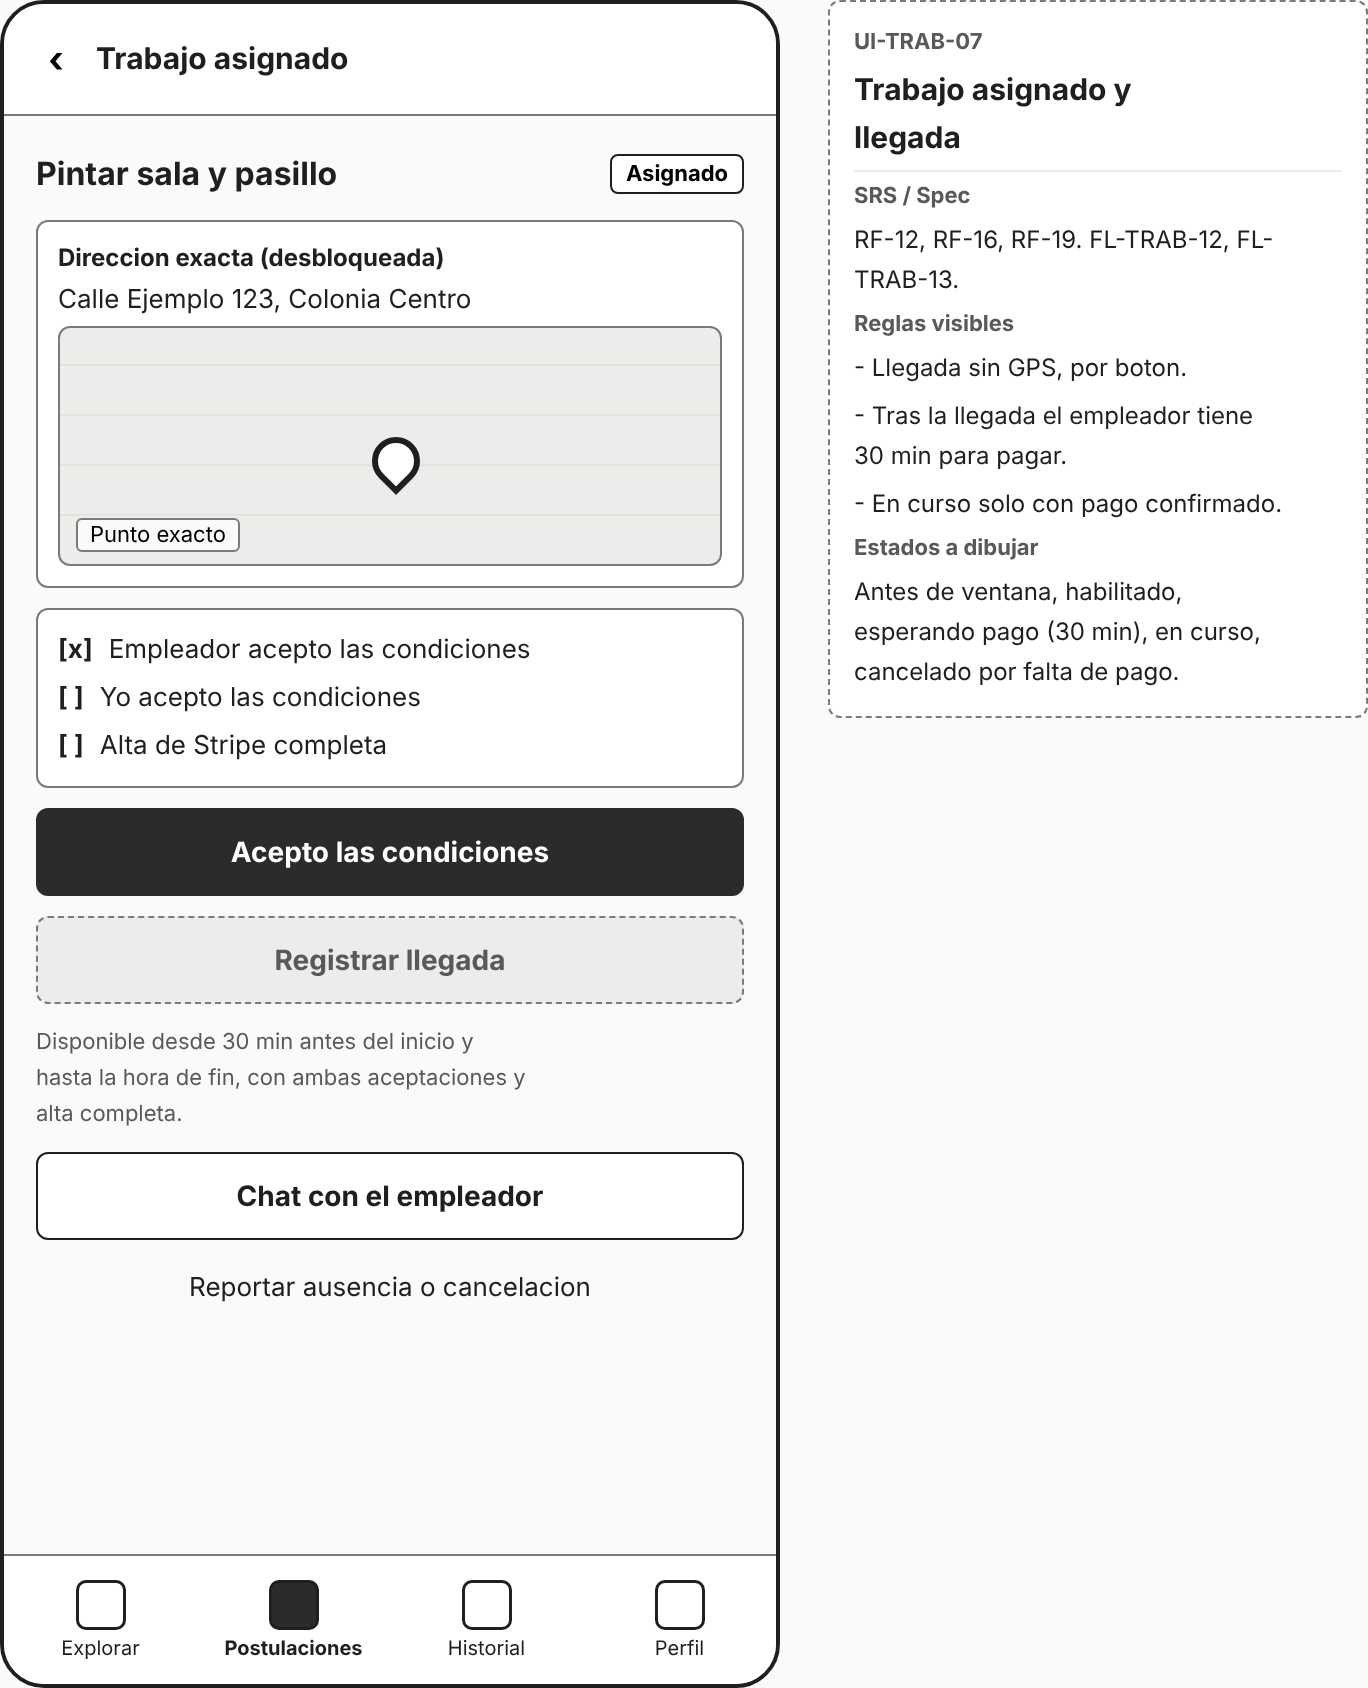 ‹ Trabajo asignado
Pintar sala y pasillo
Asignado
Direccion exacta (desbloqueada)
Calle Ejemplo 123, Colonia Centro
Punto exacto
[x] Empleador acepto las condiciones
[ ] Yo acepto las condiciones
[ ] Alta de Stripe completa
Acepto las condiciones
Registrar llegada
Disponible desde 30 min antes del inicio y
hasta la hora de fin, con ambas aceptaciones y
alta completa.
Chat con el empleador
Reportar ausencia o cancelacion
Explorar
Postulaciones
Historial
Perfil
UI-TRAB-07
Trabajo asignado y
llegada
SRS / Spec
RF-12, RF-16, RF-19. FL-TRAB-12, FL-
TRAB-13.
Reglas visibles
- Llegada sin GPS, por boton.
- Tras la llegada el empleador tiene
30 min para pagar.
- En curso solo con pago confirmado.
Estados a dibujar
Antes de ventana, habilitado,
esperando pago (30 min), en curso,
cancelado por falta de pago.